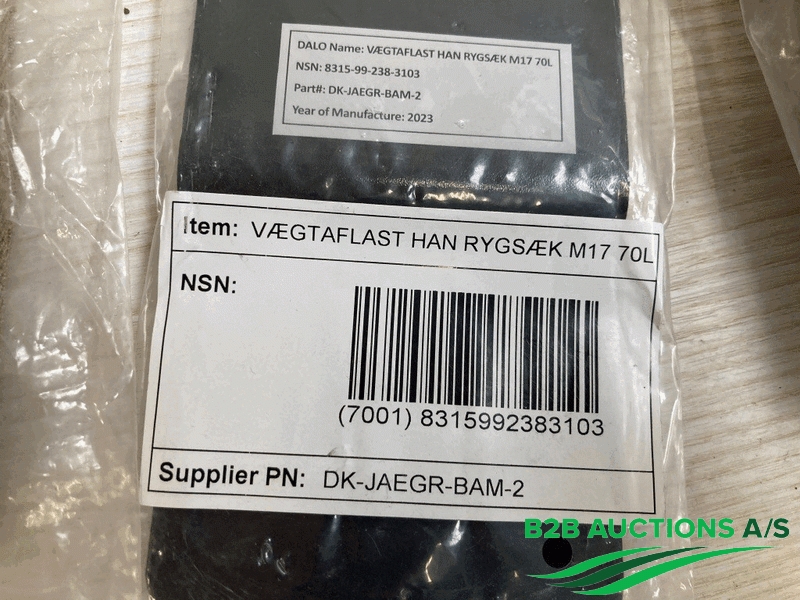 DALO Name: VÆGTAFLAST HAN RYGSÆK M17 70L
NSN: 8315-99-238-3103
Part#: DK-JAEGR-BAM-2
Year of Manufacture: 2023
Item: VÆGTAFLAST HAN RYGSÆK M17 70L
NSN:
(7001) 8315992383103
Supplier PN: DK-JAEGR-BAM-2
B2B AUCTIONS A/S